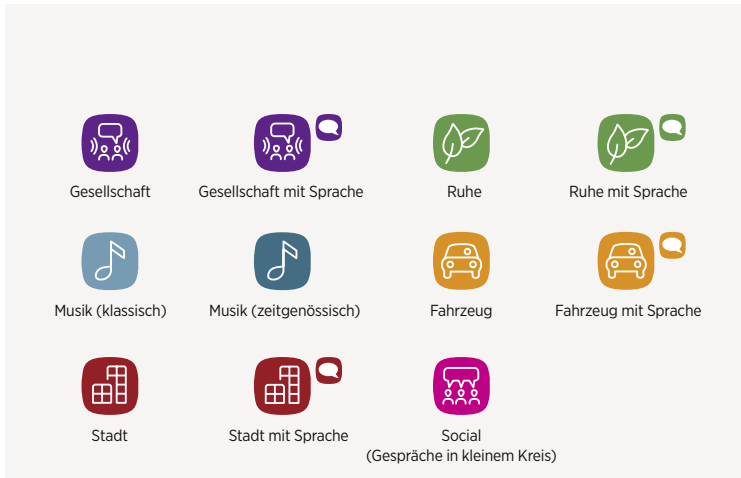 Gesellschaft
Gesellschaft mit Sprache
Ruhe
Ruhe mit Sprache
Musik (klassisch)
Musik (zeitgenössisch)
Fahrzeug
Fahrzeug mit Sprache
Stadt
Stadt mit Sprache
Social
(Gespräche in kleinem Kreis)